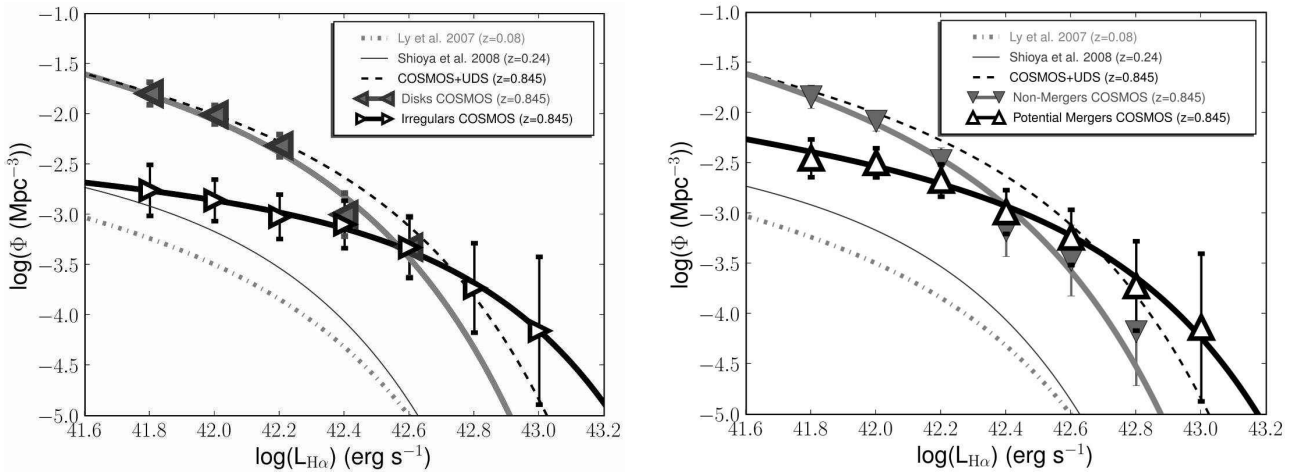 −1.0
−1.5
−2.0
−2.5
−3.0
−3.5
−4.0
−4.5
−5.0
log(Φ (Mpc⁻³))
Ly et al. 2007 (z=0.08)
Shioya et al. 2008 (z=0.24)
COSMOS+UDS (z=0.845)
Disks COSMOS (z=0.845)
Irregulars COSMOS (z=0.845)
41.6 41.8 42.0 42.2 42.4 42.6 42.8 43.0 43.2
log(L_Hα) (erg s⁻¹)
−1.0
−1.5
−2.0
−2.5
−3.0
−3.5
−4.0
−4.5
−5.0
log(Φ (Mpc⁻³))
Ly et al. 2007 (z=0.08)
Shioya et al. 2008 (z=0.24)
COSMOS+UDS (z=0.845)
Non-Mergers COSMOS (z=0.845)
Potential Mergers COSMOS (z=0.845)
41.6 41.8 42.0 42.2 42.4 42.6 42.8 43.0 43.2
log(L_Hα) (erg s⁻¹)